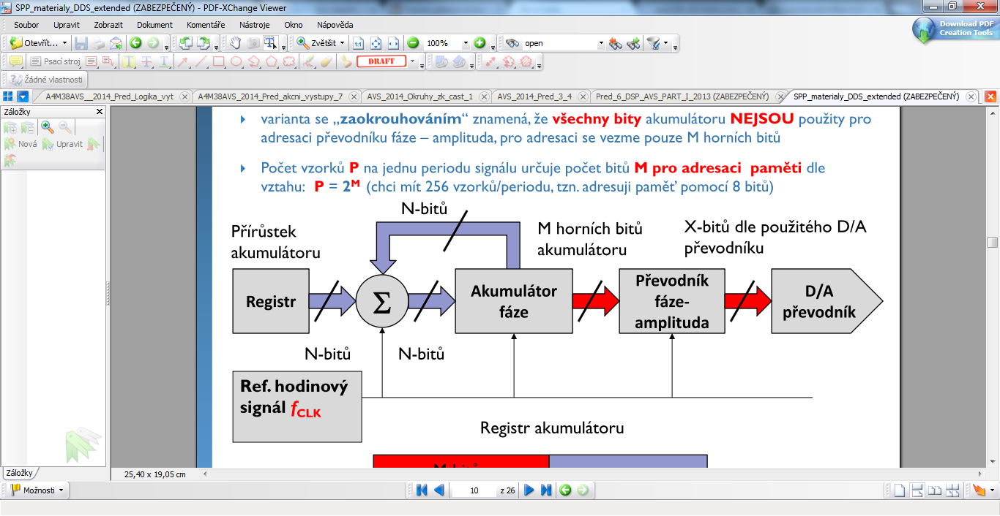 SPP_materialy_DDS_extended (ZABEZPEČENÝ) - PDF-XChange Viewer
Soubor Upravit Zobrazit Dokument Komentáře Nástroje Okno Nápověda
Download PDF
Creation Tools
Otevřít... Zvětšit 100% open
Psací stroj DRAFT
Žádné vlastnosti
A4M38AVS__2014_Pred_Logika_vyt A4M38AVS_2014_Pred_akcni_vystupy_7 AVS_2014_Okruhy_zk_cast_1 AVS_2014_Pred_3_4 Pred_6_DSP_AVS_PART_I_2013 (ZABEZPEČENÝ) SPP_materialy_DDS_extended (ZABEZPEČENÝ)
Záložky
Nová Upravit
varianta se „zaokrouhováním“ znamená, že všechny bity akumulátoru NEJSOU použity pro
adresaci převodníku fáze – amplituda, pro adresaci se vezme pouze M horních bitů
Počet vzorků P na jednu periodu signálu určuje počet bitů M pro adresaci paměti dle
vztahu: P = 2ᴹ (chci mít 256 vzorků/periodu, tzn. adresuji paměť pomocí 8 bitů)
N-bitů
Přírůstek
akumulátoru
M horních bitů
akumulátoru
X-bitů dle použitého D/A
převodníku
Registr
Σ
Akumulátor
fáze
Převodník
fáze-
amplituda
D/A
převodník
N-bitů
N-bitů
Ref. hodinový
signál fCLK
Registr akumulátoru
M-bitů
Záložky
25,40 x 19,05 cm
Možnosti
10 z 26